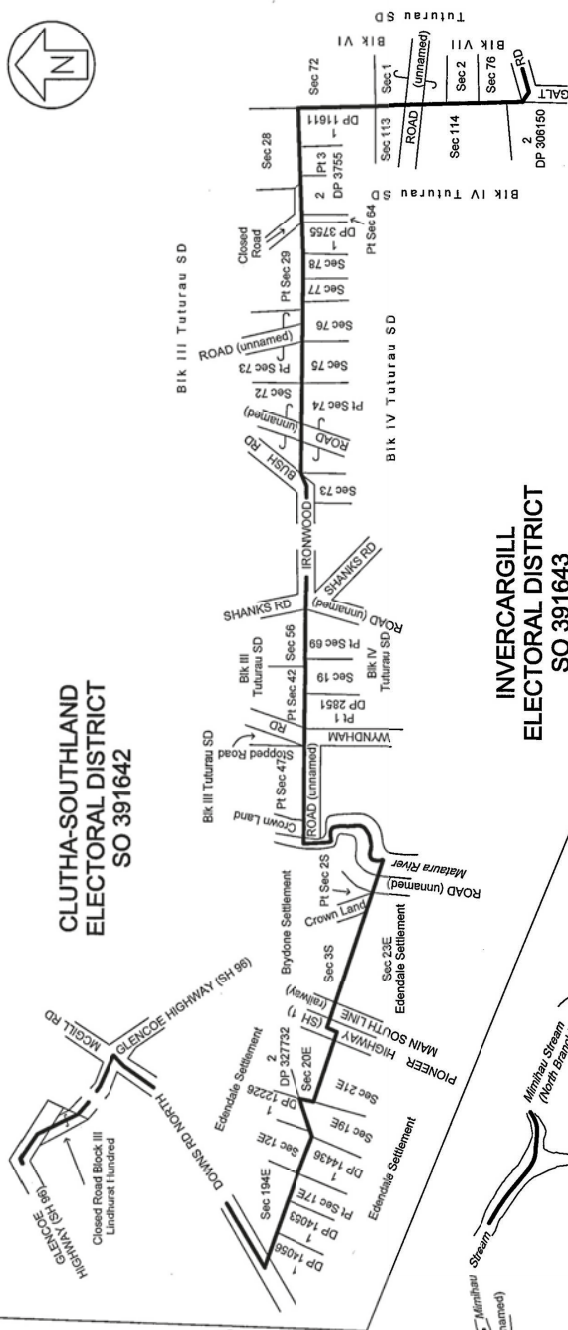 N
CLUTHA-SOUTHLAND
ELECTORAL DISTRICT
SO 391642
INVERCARGILL
ELECTORAL DISTRICT
SO 391643
Tuturau
SD
Blk VI
Blk VII
Sec 72
Sec 1
(unnamed)
ROAD
Sec 2
Sec 76
RD
GALT
Sec 113
Sec 114
2
DP 306150
Blk IV Tuturau
SD
Sec 28
DP 11611
1
Pt 3
DP 3755
2
Pt Sec 64
Closed
Road
DP 3755
1
Pt Sec 29
Sec 78
Sec 77
Sec 76
Blk III Tuturau SD
ROAD (unnamed)
Pt Sec 73
Sec 75
Sec 72
Pt Sec 74
ROAD
(unnamed)
Blk IV Tuturau SD
BUSH
RD
Sec 73
IRONWOOD
SHANKS RD
SHANKS RD
ROAD (unnamed)
Blk III
Tuturau SD
Sec 56
Pt Sec 69
Blk IV
Tuturau SD
Pt Sec 42
Sec 19
Pt 1
DP 2851
WYNDHAM
RD
Stopped Road
Blk III Tuturau SD
Pt Sec 47
ROAD (unnamed)
Crown Land
Mataura River
ROAD (unnamed)
Pt Sec 2S
Crown Land
Brydone Settlement
Sec 3S
Sec 23E
Edendale Settlement
MAIN SOUTH LINE
(railway)
PIONEER HIGHWAY
(SH 1)
2
DP 327732
Sec 20E
Sec 21E
Edendale Settlement
DP 12226
1
Sec 19E
Sec 12E
DP 14436
1
Edendale Settlement
Sec 194E
Pt Sec 17E
DP 14053
1
DP 14056
1
DOWNS RD NORTH
MCGILL RD
GLENCOE HIGHWAY (SH 96)
Closed Road Block III
Lindhurst Hundred
GLENCOE
HIGHWAY (SH 96)
Mimihau Stream
(North Branch
Mimihau
Stream